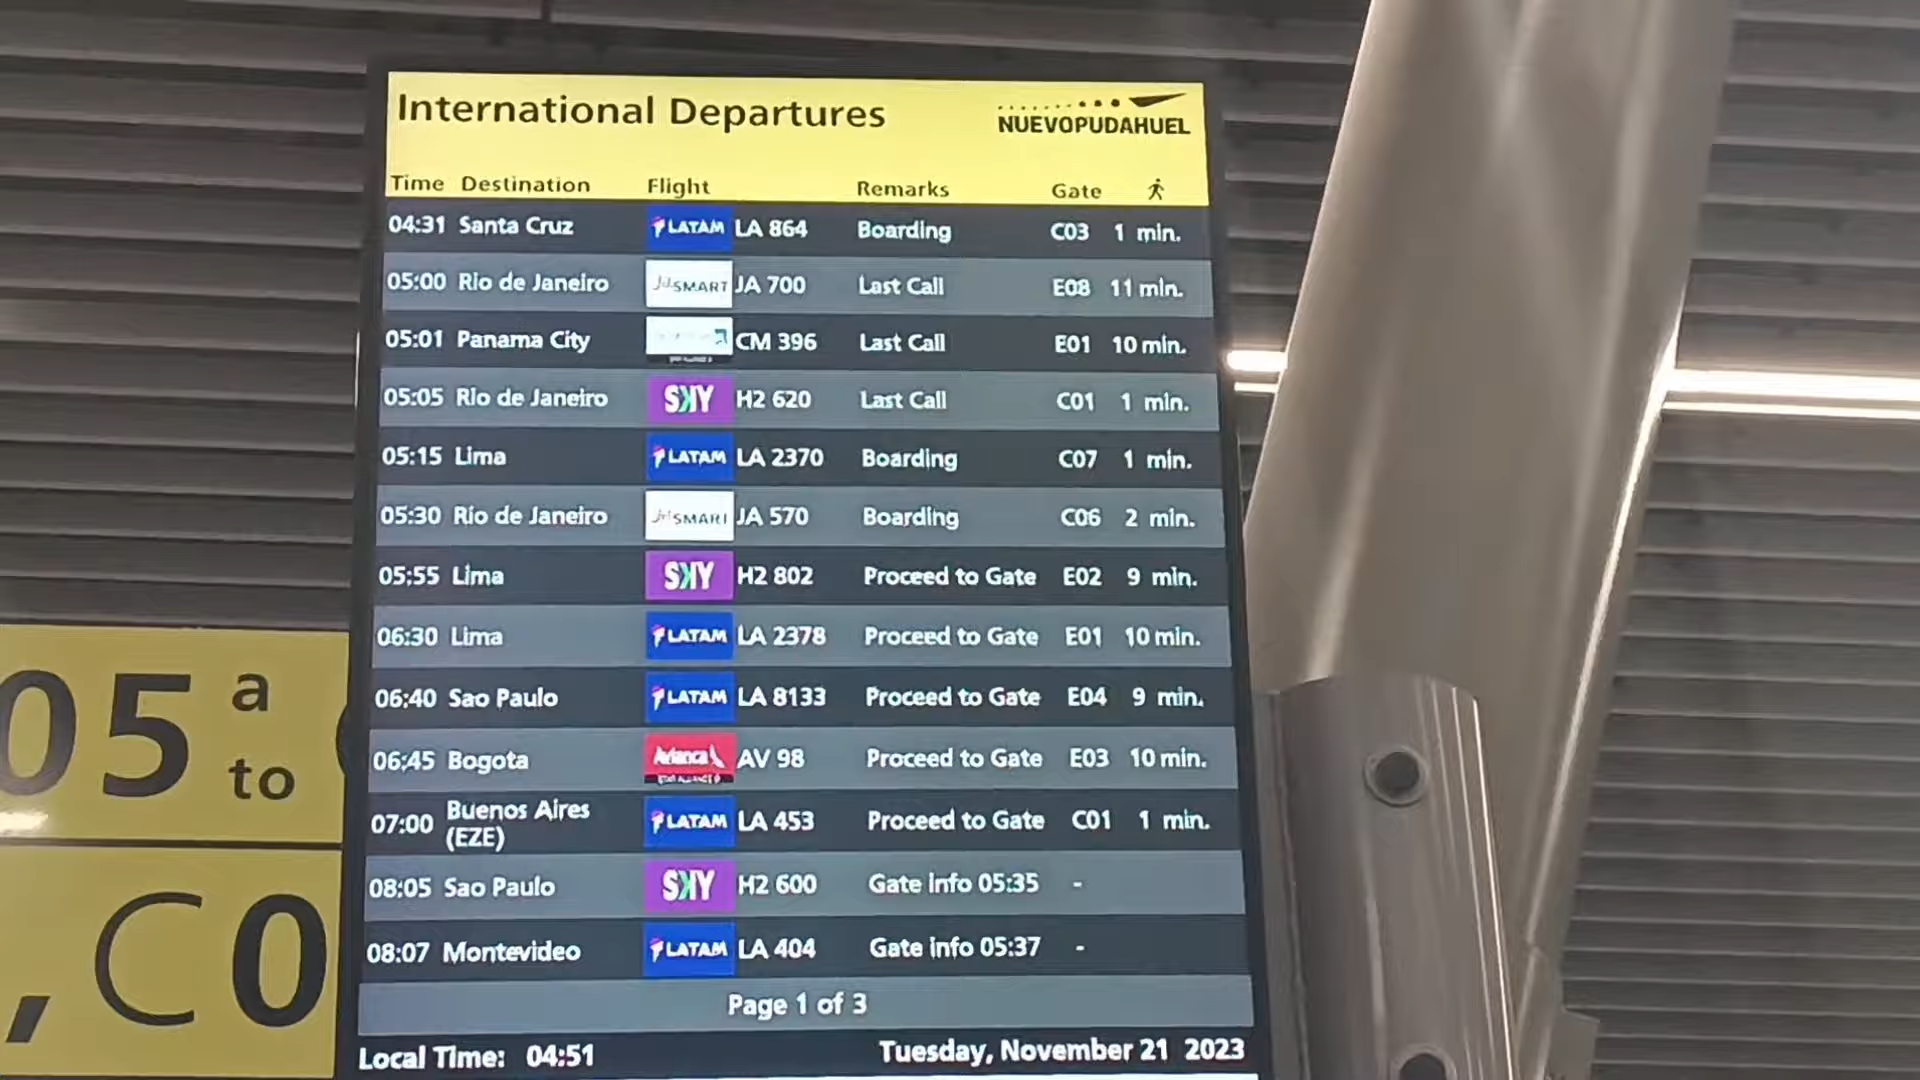 International Departures
NUEVOPUDAHUEL
Time Destination Flight Remarks Gate
04:31 Santa Cruz LATAM LA 864 Boarding C03 1 min.
05:00 Rio de Janeiro JetSMART JA 700 Last Call E08 11 min.
05:01 Panama City CM 396 Last Call E01 10 min.
05:05 Rio de Janeiro SKY H2 620 Last Call C01 1 min.
05:15 Lima LATAM LA 2370 Boarding C07 1 min.
05:30 Rio de Janeiro JetSMART JA 570 Boarding C06 2 min.
05:55 Lima SKY H2 802 Proceed to Gate E02 9 min.
06:30 Lima LATAM LA 2378 Proceed to Gate E01 10 min.
06:40 Sao Paulo LATAM LA 8133 Proceed to Gate E04 9 min.
06:45 Bogota Avianca AV 98 Proceed to Gate E03 10 min.
07:00 Buenos Aires (EZE) LATAM LA 453 Proceed to Gate C01 1 min.
08:05 Sao Paulo SKY H2 600 Gate info 05:35 -
08:07 Montevideo LATAM LA 404 Gate info 05:37 -
Page 1 of 3
Local Time: 04:51 Tuesday, November 21 2023
05 a
to
, C0